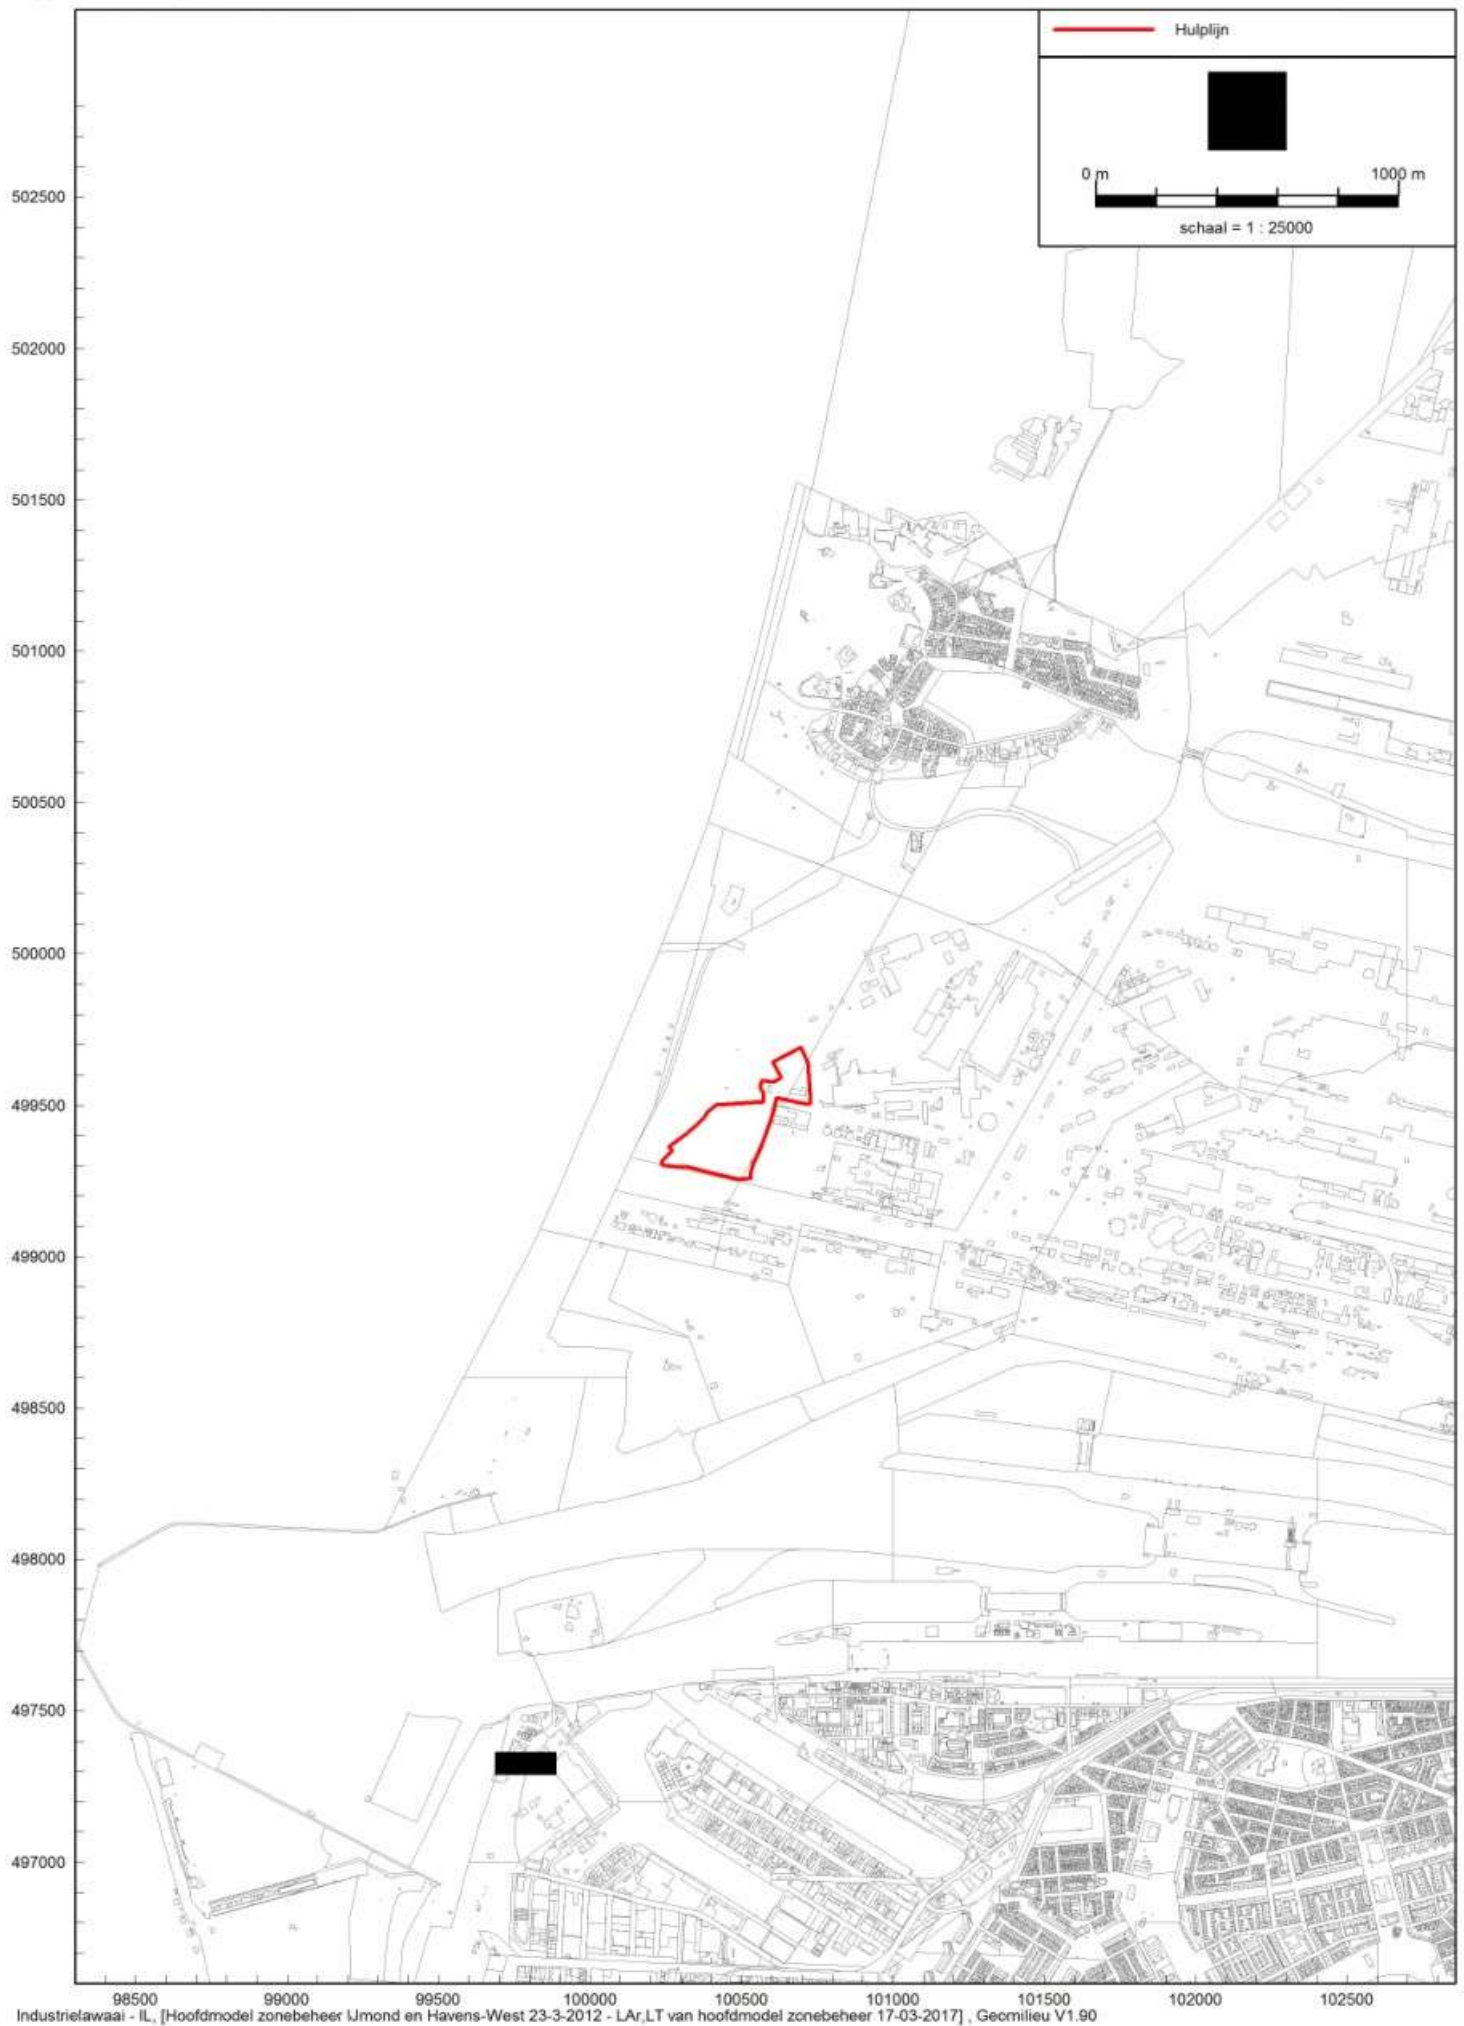 Hulplijn
0 m 1000 m
schaal = 1 : 25000
502500
502000
501500
501000
500500
500000
499500
499000
498500
498000
497500
497000
98500 99000 99500 100000 100500 101000 101500 102000 102500
Industrielawaai - IL, [Hoofdmodel zonebeheer IJmond en Havens-West 23-3-2012 - LAr,LT van hoofdmodel zonebeheer 17-03-2017] , Geomilieu V1.90